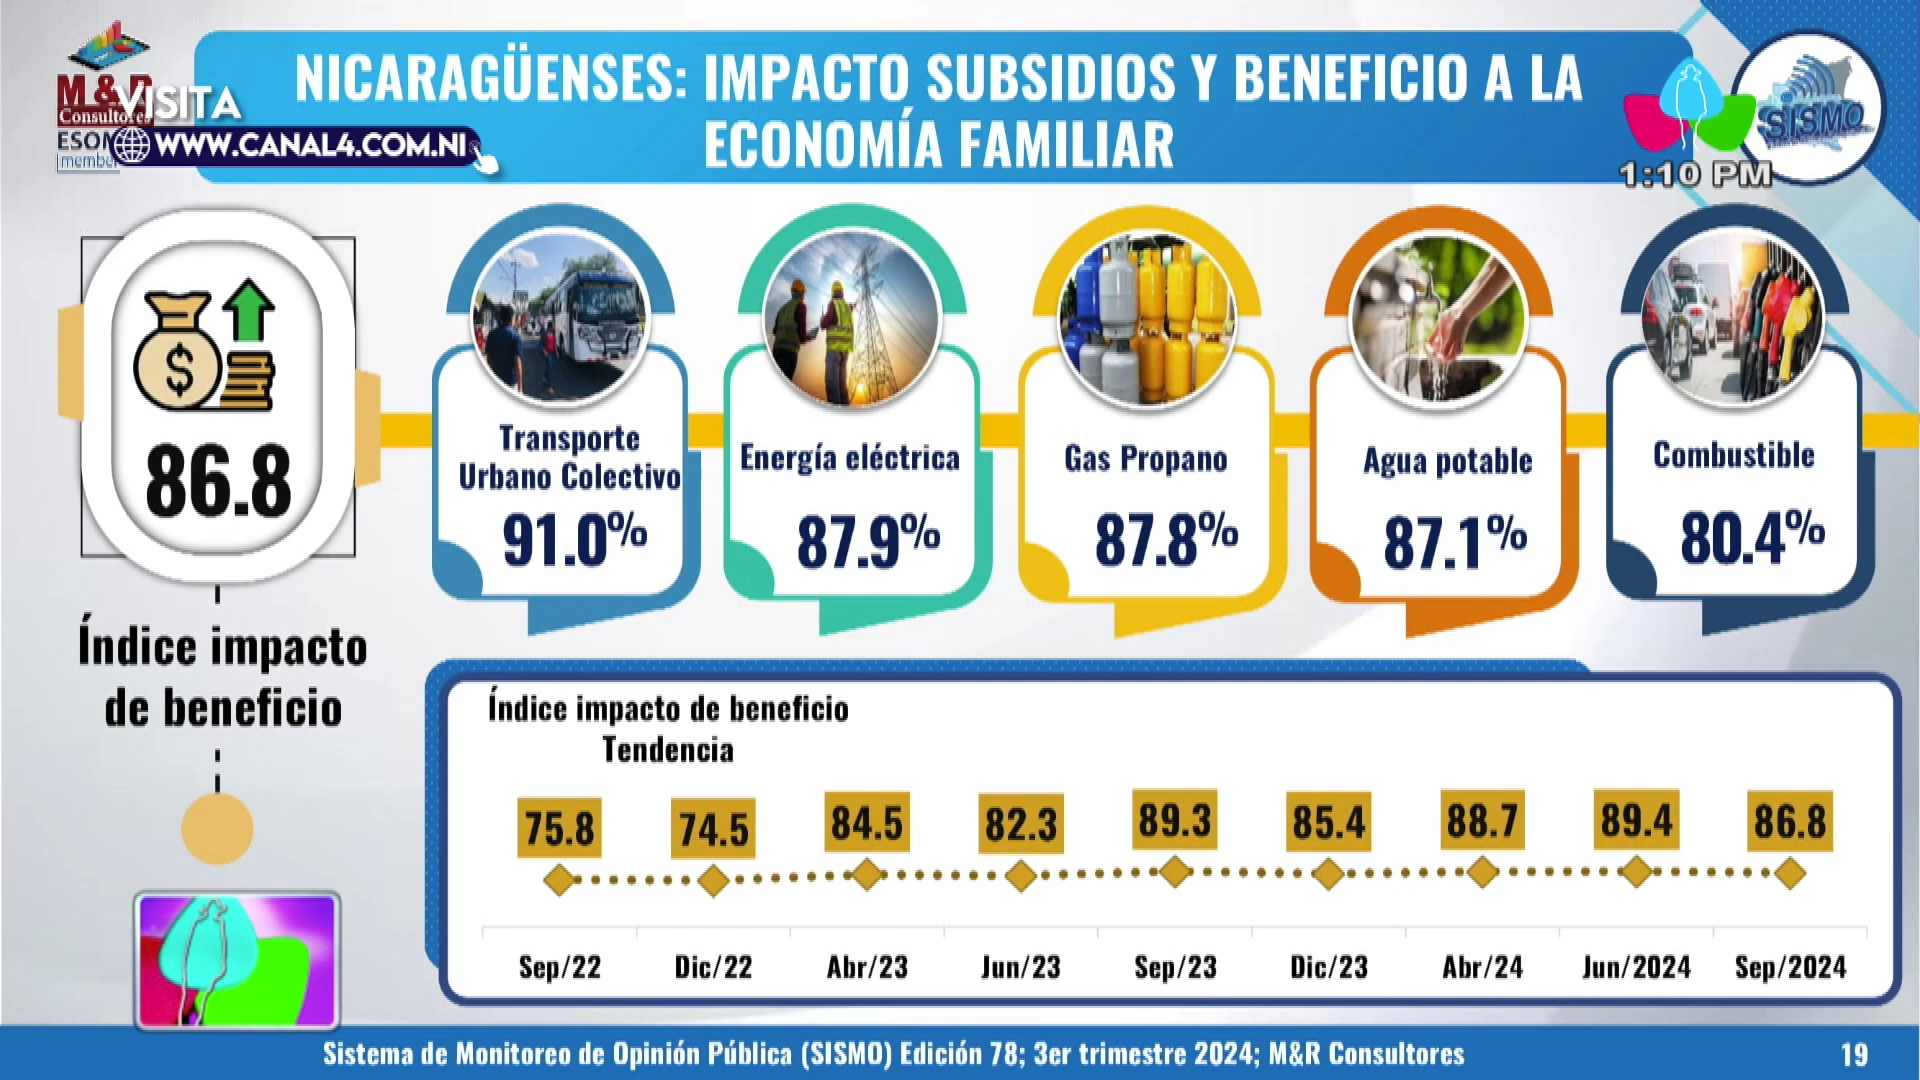 M&R
Consultores
ESOM
member
VISITA
WWW.CANAL4.COM.NI
NICARAGÜENSES: IMPACTO SUBSIDIOS Y BENEFICIO A LA
ECONOMÍA FAMILIAR
SISMO
1:10 PM
$
86.8
Índice impacto
de beneficio
Transporte
Urbano Colectivo
91.0%
Energía eléctrica
87.9%
Gas Propano
87.8%
Agua potable
87.1%
Combustible
80.4%
Índice impacto de beneficio
Tendencia
75.8 74.5 84.5 82.3 89.3 85.4 88.7 89.4 86.8
Sep/22 Dic/22 Abr/23 Jun/23 Sep/23 Dic/23 Abr/24 Jun/2024 Sep/2024
Sistema de Monitoreo de Opinión Pública (SISMO) Edición 78; 3er trimestre 2024; M&R Consultores
19